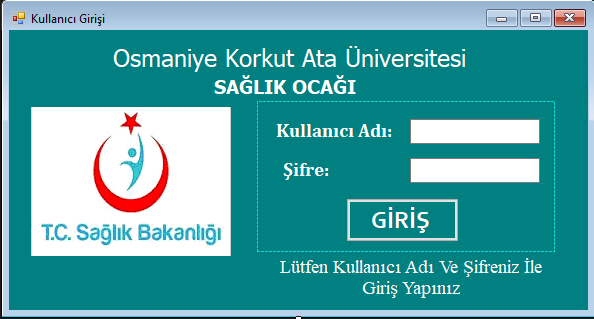 Kullanıcı Girişi
Osmaniye Korkut Ata Üniversitesi
SAĞLIK OCAĞI
Kullanıcı Adı:
Şifre:
GİRİŞ
T.C. Sağlık Bakanlığı
Lütfen Kullanıcı Adı Ve Şifreniz İle
Giriş Yapınız